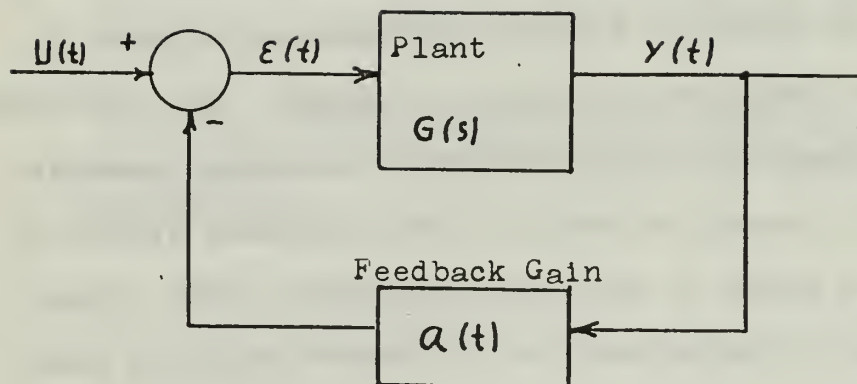 U(t) + ε(t) Plant Y(t)
G(s)
-
Feedback Gain
a(t)